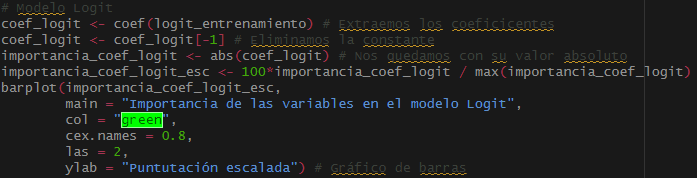 # Modelo Logit
coef_logit <- coef(logit_entrenamiento) # Extraemos los coeficicentes
coef_logit <- coef_logit[-1] # Eliminamos la constante
importancia_coef_logit <- abs(coef_logit) # Nos quedamos con su valor absoluto
importancia_coef_logit_esc <- 100*importancia_coef_logit / max(importancia_coef_logit)
barplot(importancia_coef_logit_esc,
main = "Importancia de las variables en el modelo Logit",
col = "green",
cex.names = 0.8,
las = 2,
ylab = "Puntutación escalada") # Gráfico de barras